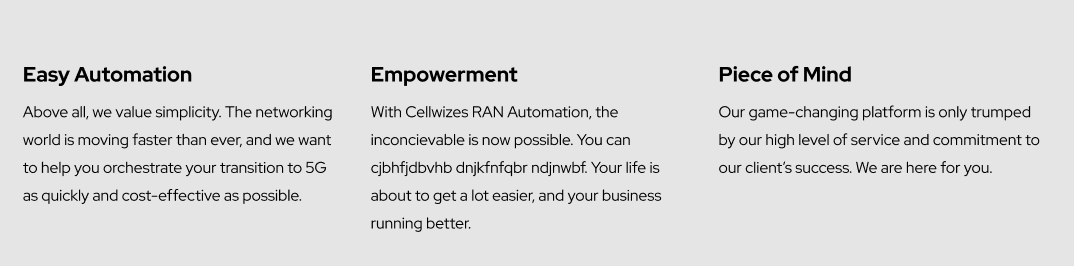 Easy Automation
Above all, we value simplicity. The networking
world is moving faster than ever, and we want
to help you orchestrate your transition to 5G
as quickly and cost-effective as possible.
Empowerment
With Cellwizes RAN Automation, the
inconcievable is now possible. You can
cjbhfjdbvhb dnjkfnfqbr ndjnwbf. Your life is
about to get a lot easier, and your business
running better.
Piece of Mind
Our game-changing platform is only trumped
by our high level of service and commitment to
our client’s success. We are here for you.